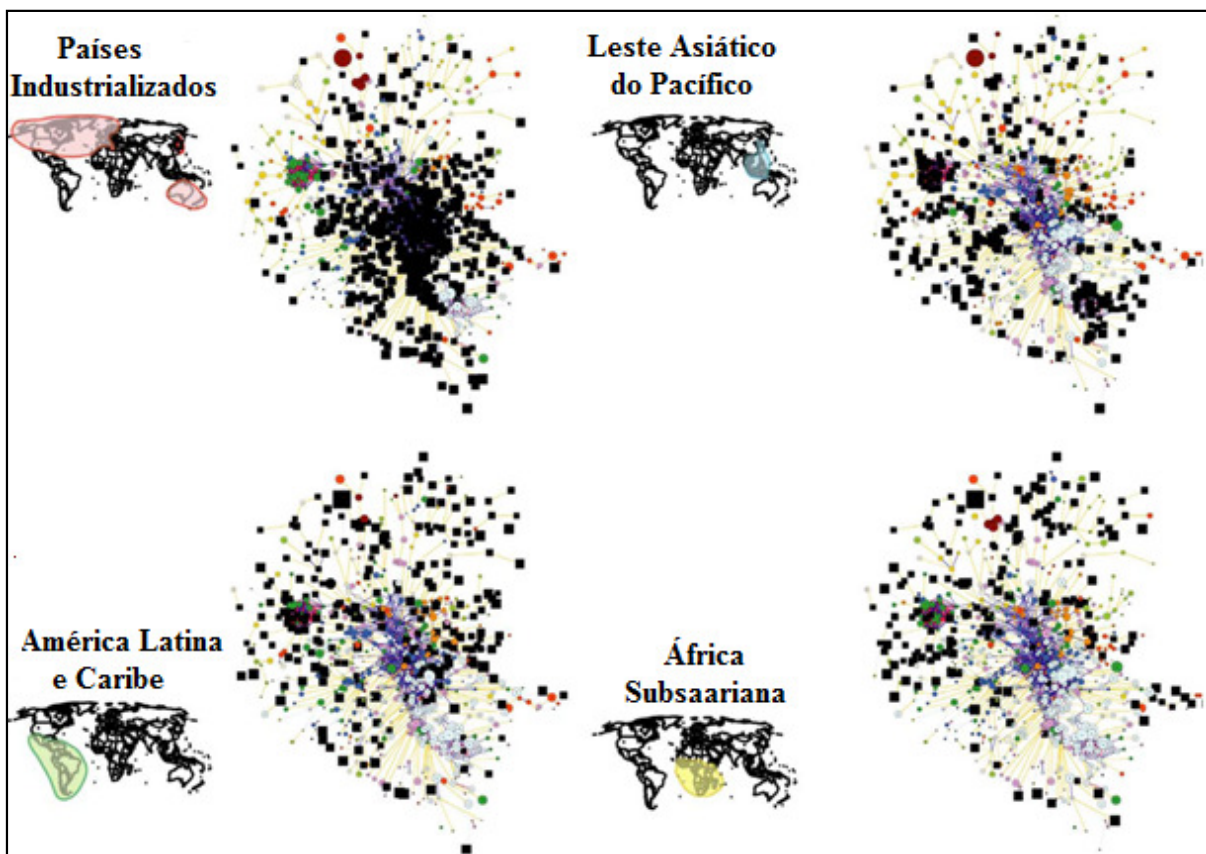 Países
Industrializados
Leste Asiático
do Pacífico
América Latina
e Caribe
África
Subsaariana